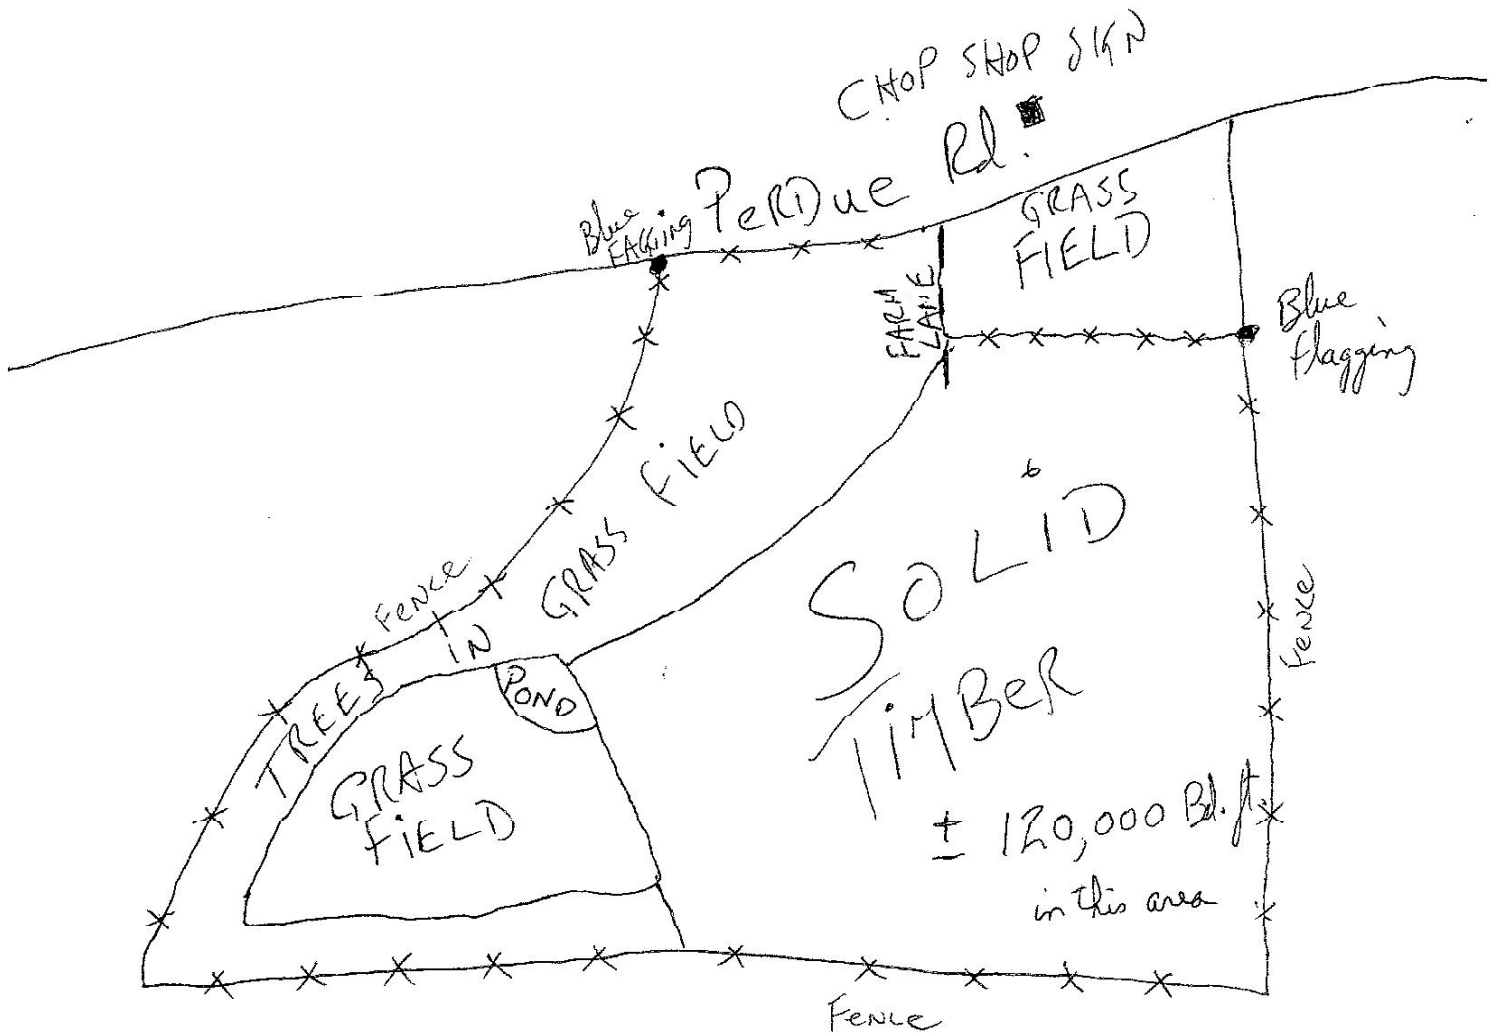 CHOP SHOP SIGN
PeRDue Rd.
Blue
FLAGGING
GRASS
FIELD
FARM
LANE
Blue
flagging
TREES IN GRASS FIELD
Fence
POND
GRASS
FiELD
SOLiD
TiMBeR
± 120,000 Bd. ft
in this area
Fence
Fence